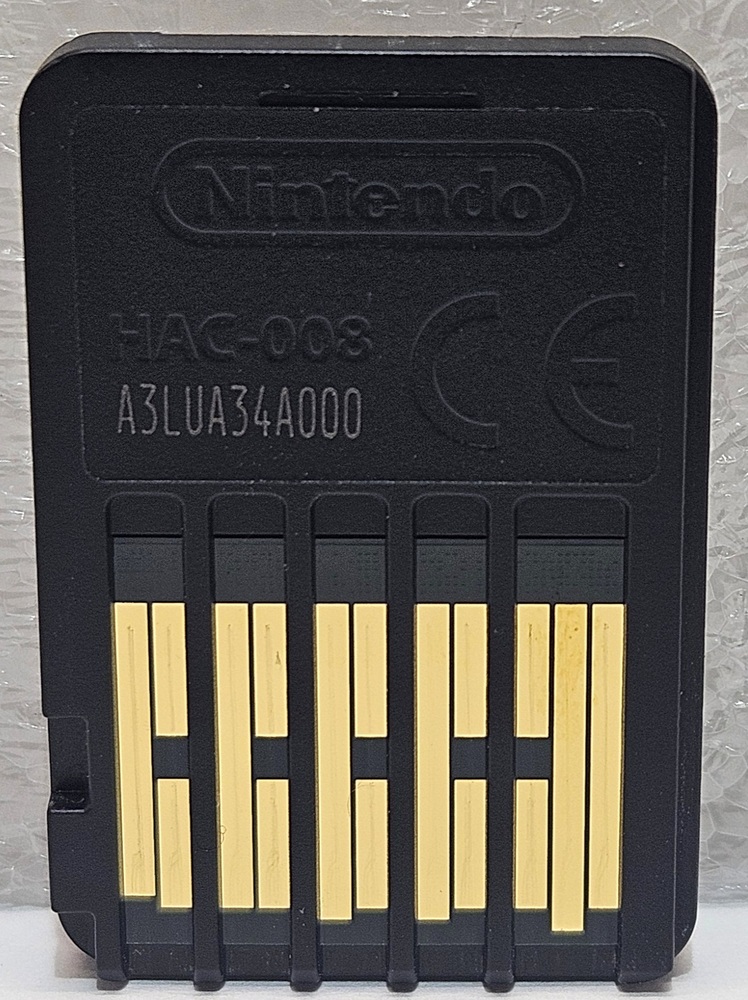 Nintendo
HAC-008
A3LUA34A000
CE